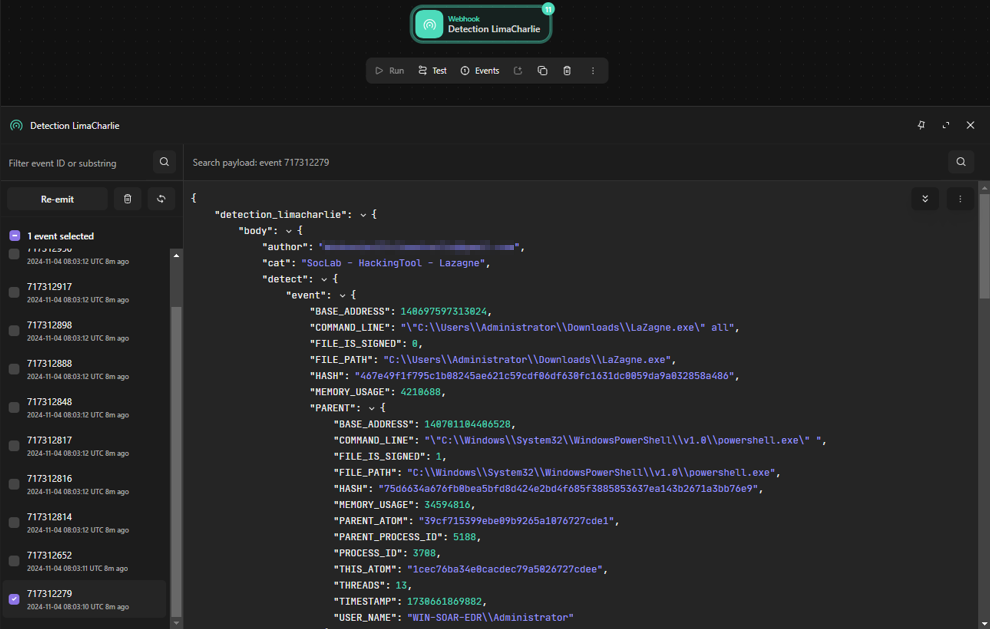 11
Webhook
Detection LimaCharlie
Run Test Events
Detection LimaCharlie
Filter event ID or substring
Search payload: event 717312279
Re-emit
1 event selected
2024-11-04 08:03:12 UTC 8m ago
717312917
2024-11-04 08:03:12 UTC 8m ago
717312898
2024-11-04 08:03:12 UTC 8m ago
717312888
2024-11-04 08:03:12 UTC 8m ago
717312848
2024-11-04 08:03:12 UTC 8m ago
717312817
2024-11-04 08:03:12 UTC 8m ago
717312816
2024-11-04 08:03:12 UTC 8m ago
717312814
2024-11-04 08:03:12 UTC 8m ago
717312652
2024-11-04 08:03:11 UTC 8m ago
717312279
2024-11-04 08:03:10 UTC 8m ago
{
"detection_limacharlie": {
"body": {
"author": "",
"cat": "SocLab - HackingTool - Lazagne",
"detect": {
"event": {
"BASE_ADDRESS": 140697597313024,
"COMMAND_LINE": "\"C:\\Users\\Administrator\\Downloads\\LaZagne.exe\" all",
"FILE_IS_SIGNED": 0,
"FILE_PATH": "C:\\Users\\Administrator\\Downloads\\LaZagne.exe",
"HASH": "467e49f1f795c1b08245ae621c59cdf06df630fc1631dc0059da9a032858a486",
"MEMORY_USAGE": 4210688,
"PARENT": {
"BASE_ADDRESS": 140701104406528,
"COMMAND_LINE": "\"C:\\Windows\\System32\\WindowsPowerShell\\v1.0\\powershell.exe\" ",
"FILE_IS_SIGNED": 1,
"FILE_PATH": "C:\\Windows\\System32\\WindowsPowerShell\\v1.0\\powershell.exe",
"HASH": "75d6634a676fb0bea5bfd8d424e2bd4f685f3885853637ea143b2671a3bb76e9",
"MEMORY_USAGE": 34594816,
"PARENT_ATOM": "39cf715399ebe09b9265a1076727cde1",
"PARENT_PROCESS_ID": 5188,
"PROCESS_ID": 3708,
"THIS_ATOM": "1cec76ba34e0cacdec79a5026727cdee",
"THREADS": 13,
"TIMESTAMP": 1730661869882,
"USER_NAME": "WIN-SOAR-EDR\\Administrator"